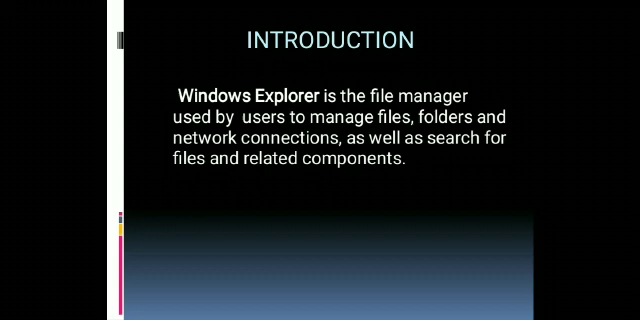 INTRODUCTION
Windows Explorer is the file manager
used by users to manage files, folders and
network connections, as well as search for
files and related components.